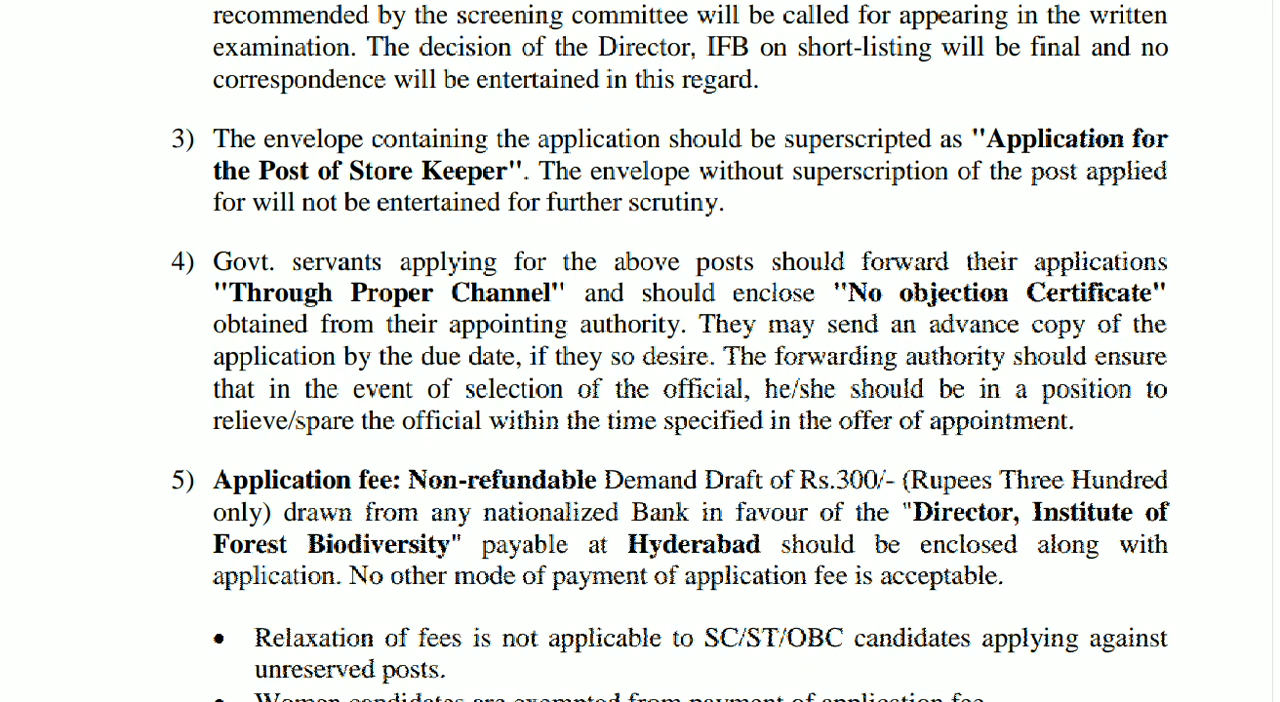 recommended by the screening committee will be called for appearing in the written
examination. The decision of the Director, IFB on short-listing will be final and no
correspondence will be entertained in this regard.
3) The envelope containing the application should be superscripted as "Application for
the Post of Store Keeper". The envelope without superscription of the post applied
for will not be entertained for further scrutiny.
4) Govt. servants applying for the above posts should forward their applications
"Through Proper Channel" and should enclose "No objection Certificate"
obtained from their appointing authority. They may send an advance copy of the
application by the due date, if they so desire. The forwarding authority should ensure
that in the event of selection of the official, he/she should be in a position to
relieve/spare the official within the time specified in the offer of appointment.
5) Application fee: Non-refundable Demand Draft of Rs.300/- (Rupees Three Hundred
only) drawn from any nationalized Bank in favour of the "Director, Institute of
Forest Biodiversity" payable at Hyderabad should be enclosed along with
application. No other mode of payment of application fee is acceptable.
• Relaxation of fees is not applicable to SC/ST/OBC candidates applying against
unreserved posts.
• Women candidates are exempted from payment of application fee